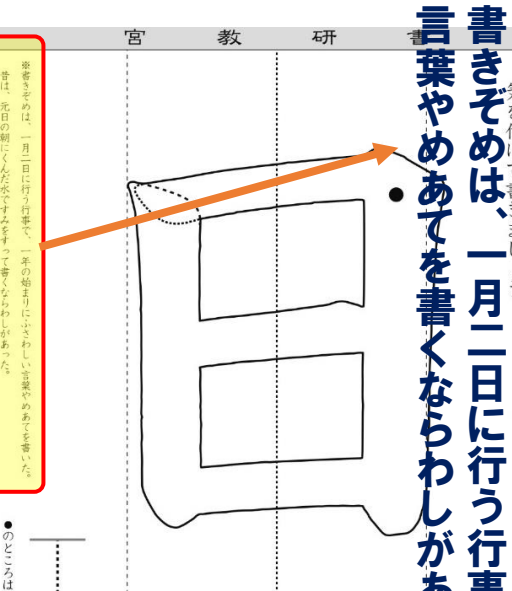 宮教研書
書きぞめは、一月二日に行う行事
言葉やめあてを書くならわしがあ
日
※書きぞめは、一月二日に行う行事で、一年の始まりにふさわしい言葉やめあてを書いた。
昔は、元日の朝にくんだ水ですみをすって書くならわしがあった。
●のどころは